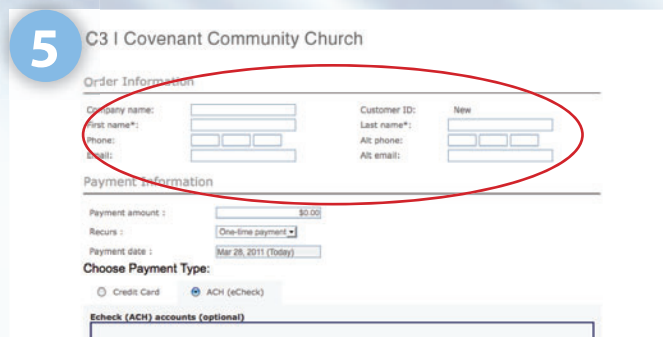 5
C3 I Covenant Community Church
Order Information
Company name: Customer ID: New
First name*: Last name*:
Phone: Alt phone:
Email: Alt email:
Payment Information
Payment amount : $0.00
Recurs : One-time payment
Payment date : Mar 28, 2011 (Today)
Choose Payment Type:
Credit Card ACH (eCheck)
Echeck (ACH) accounts (optional)